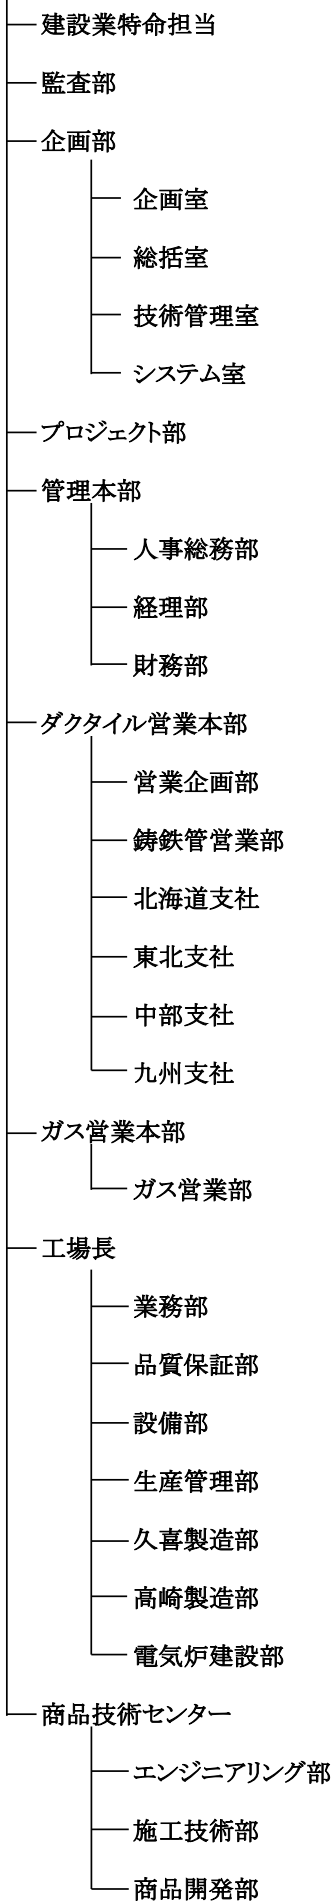 建設業特命担当
監査部
企画部
企画室
総括室
技術管理室
システム室
プロジェクト部
管理本部
人事総務部
経理部
財務部
ダクタイル営業本部
営業企画部
鋳鉄管営業部
北海道支社
東北支社
中部支社
九州支社
ガス営業本部
ガス営業部
工場長
業務部
品質保証部
設備部
生産管理部
久喜製造部
高崎製造部
電気炉建設部
商品技術センター
エンジニアリング部
施工技術部
商品開発部